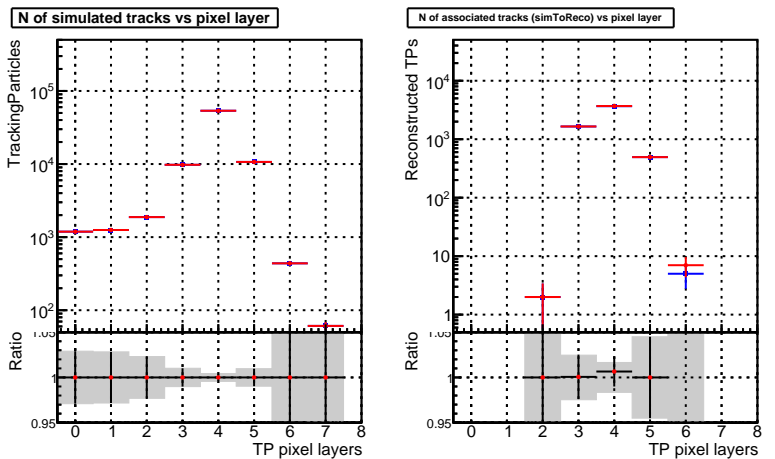 N of simulated tracks vs pixel layer
TrackingParticles
10^5
10^4
10^3
10^2
Ratio
1.05
1
0.95
0 1 2 3 4 5 6 7 8
TP pixel layers
N of associated tracks (simToReco) vs pixel layer
Reconstructed TPs
10^4
10^3
10^2
10
1
Ratio
1.05
1
0.95
0 1 2 3 4 5 6 7 8
TP pixel layers